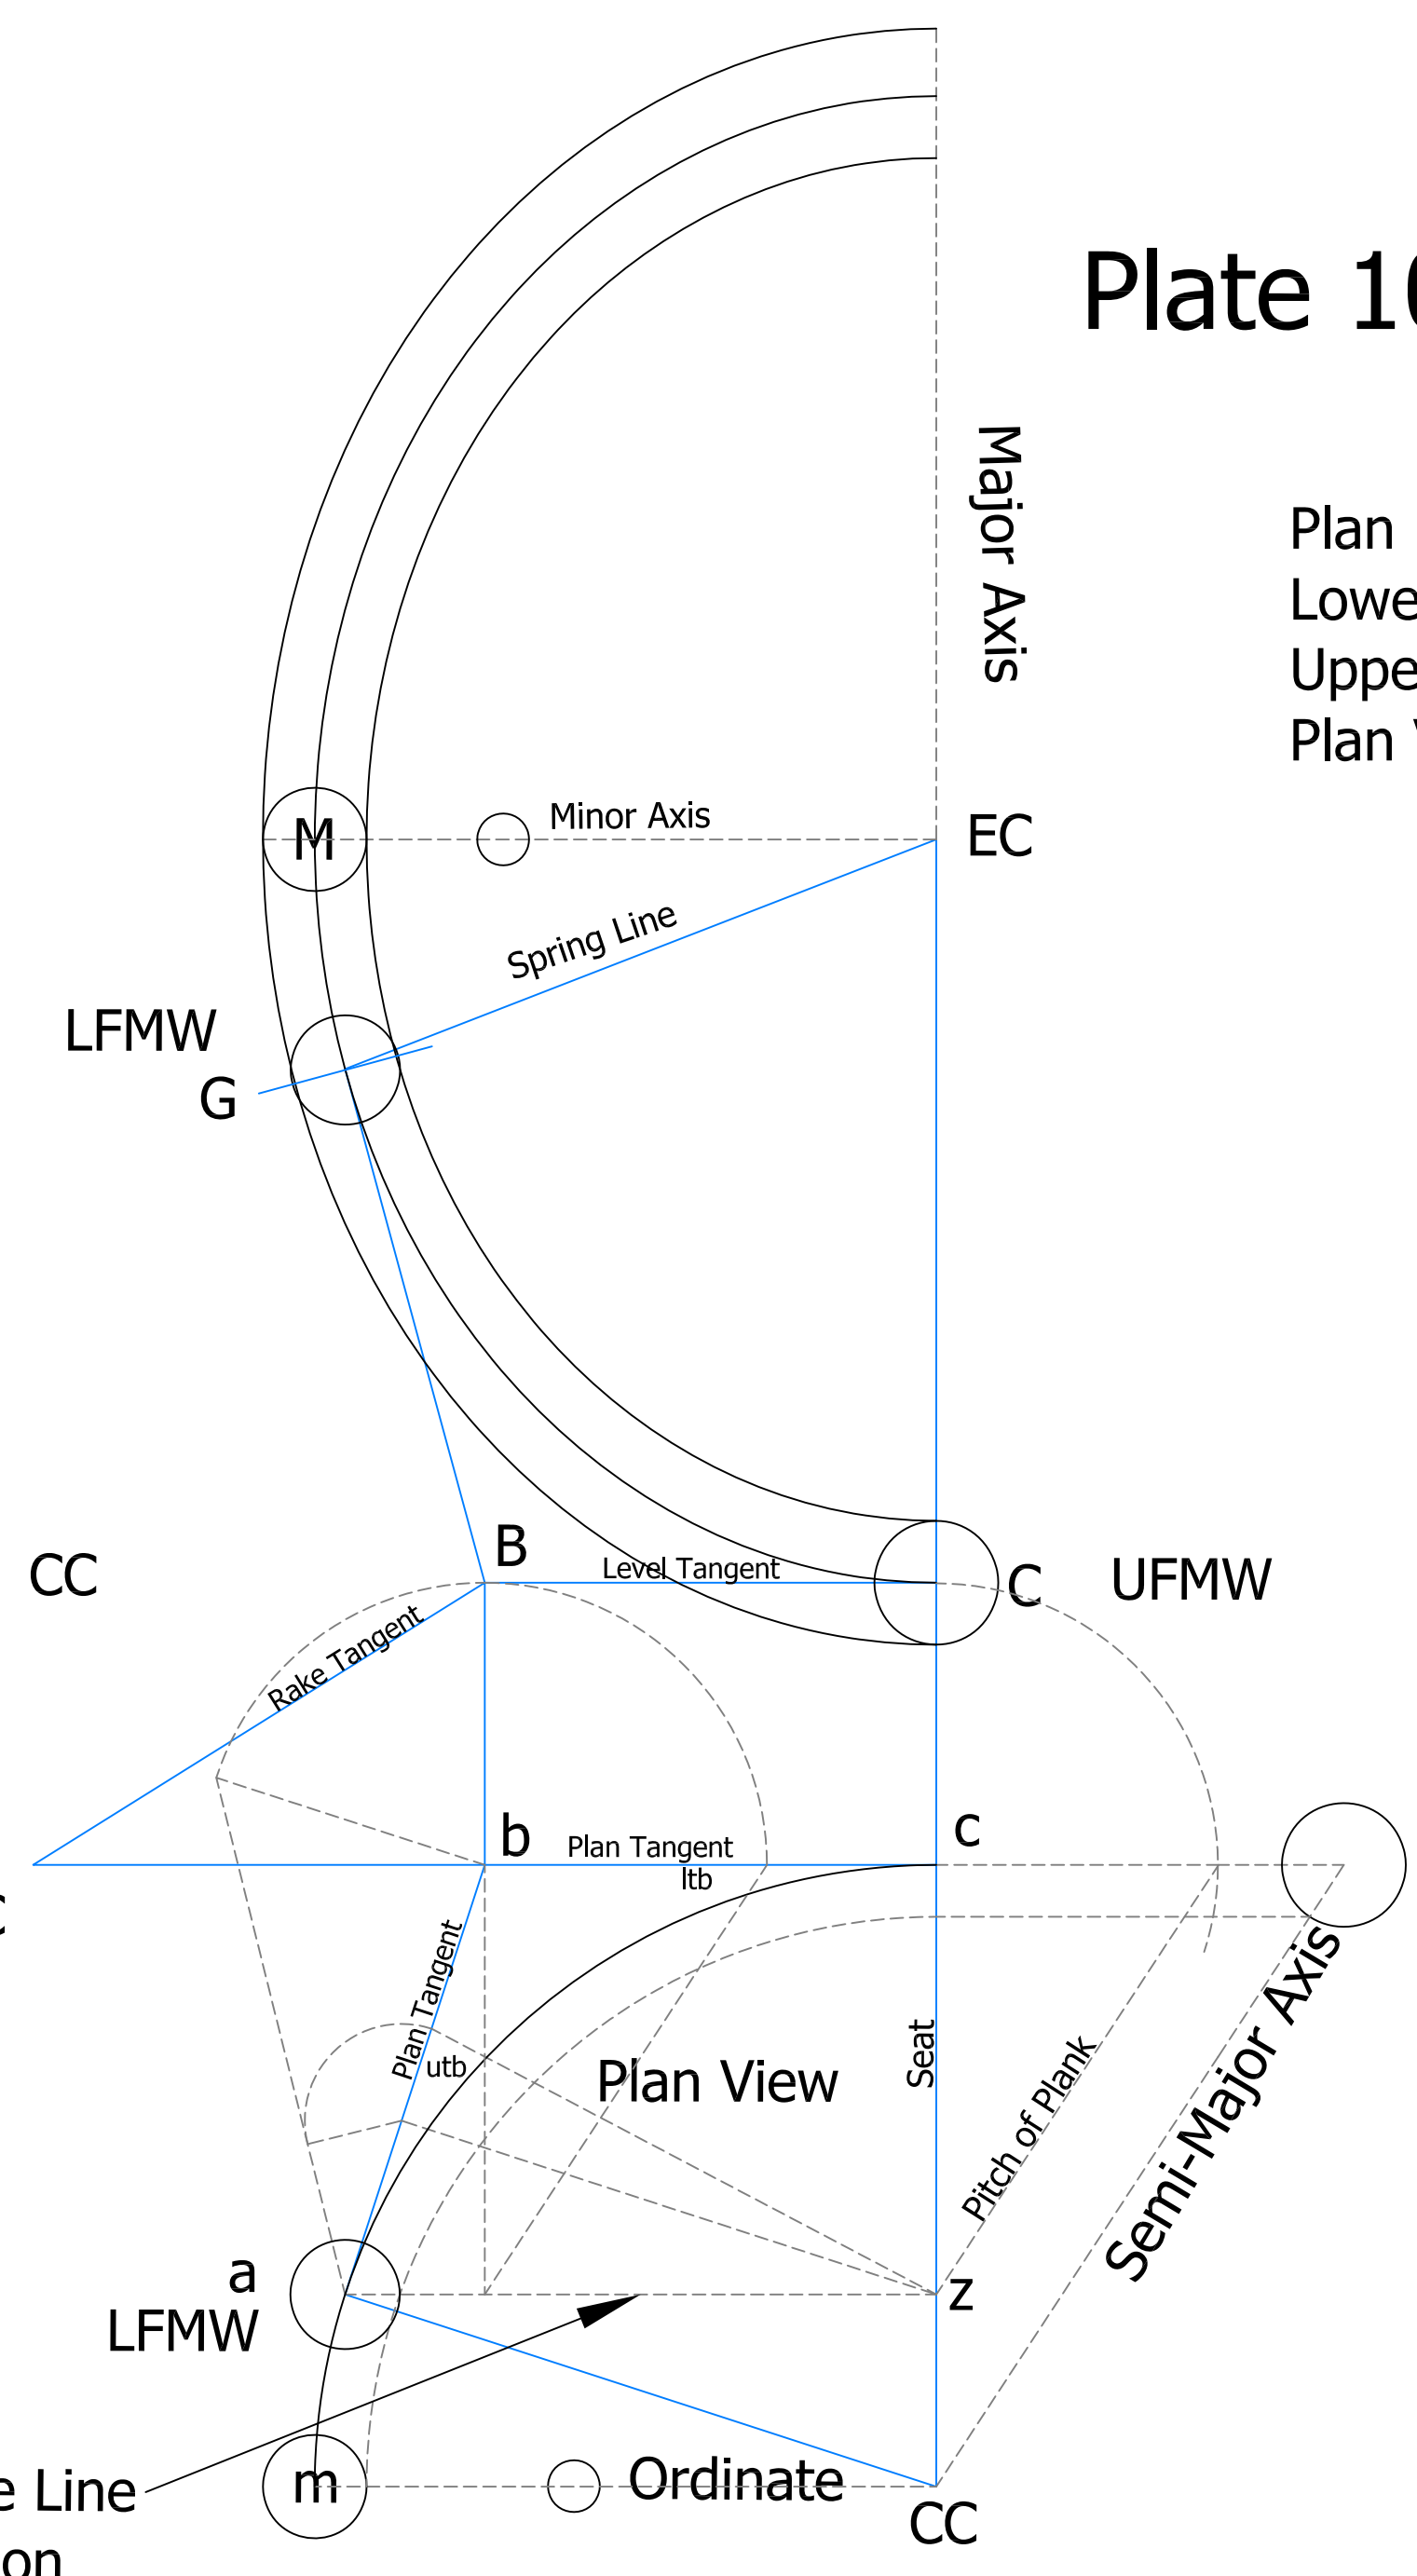 Plate 10
Major Axis
Plan
Lowe
Uppe
Plan
M
Minor Axis
EC
Spring Line
LFMW
G
B
CC
Level Tangent
C
UFMW
Rake Tangent
b
c
Plan Tangent
ltb
Plan Tangent
utb
Plan View
Seat
Pitch of Plank
Semi-Major Axis
a
LFMW
z
m
Ordinate
e Line
CC
on